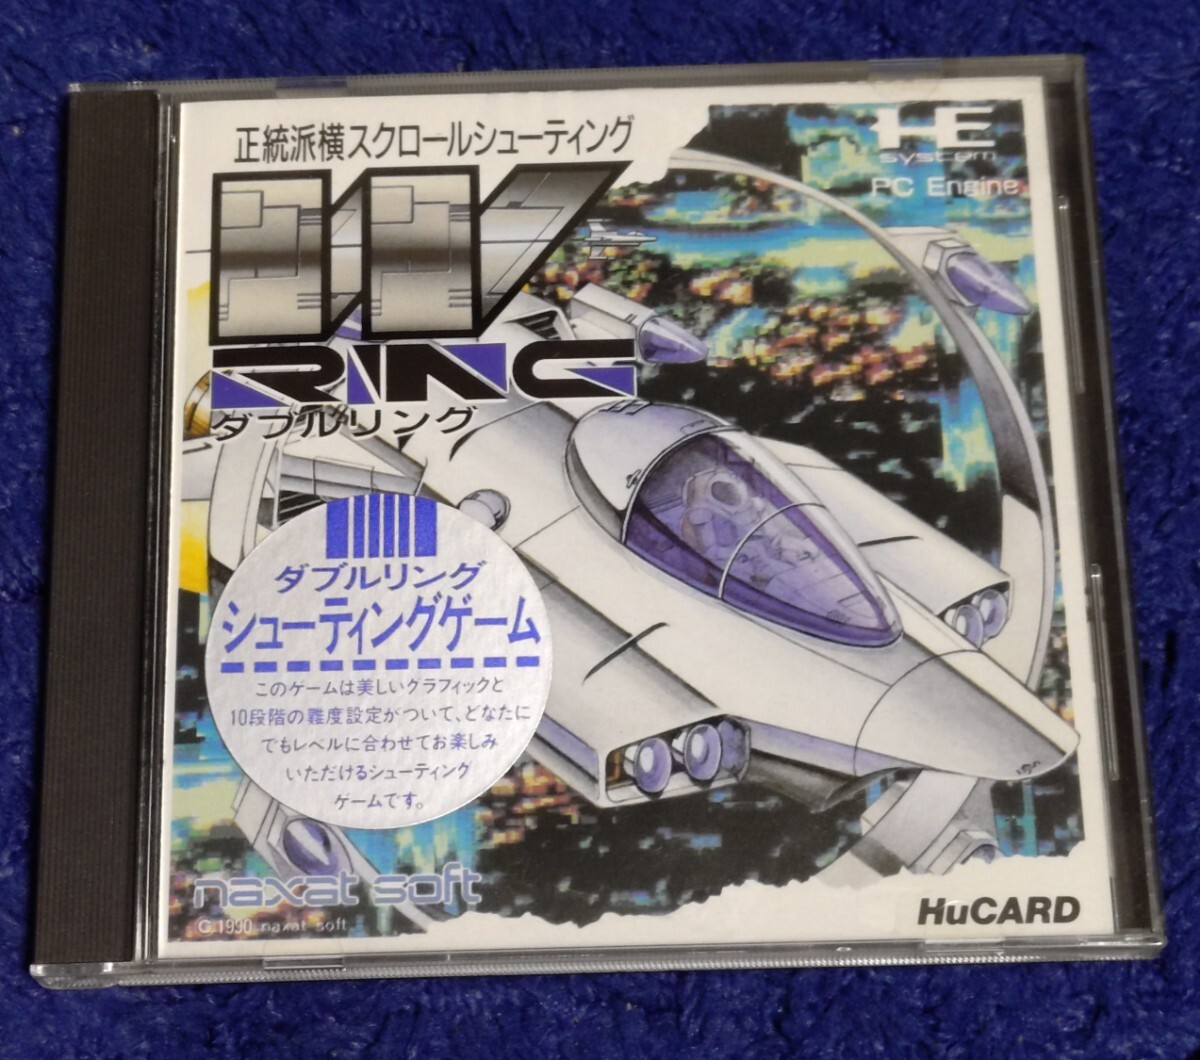 正統派横スクロールシューティング
HE
system
PC Engine
W
RING
ダブルリング
ダブルリング
シューティングゲーム
このゲームは美しいグラフィックと
10段階の難度設定がついて、どなたに
でもレベルに合わせてお楽しみ
いただけるシューティング
ゲームです。
naxat soft
C.1990 naxat soft
HuCARD